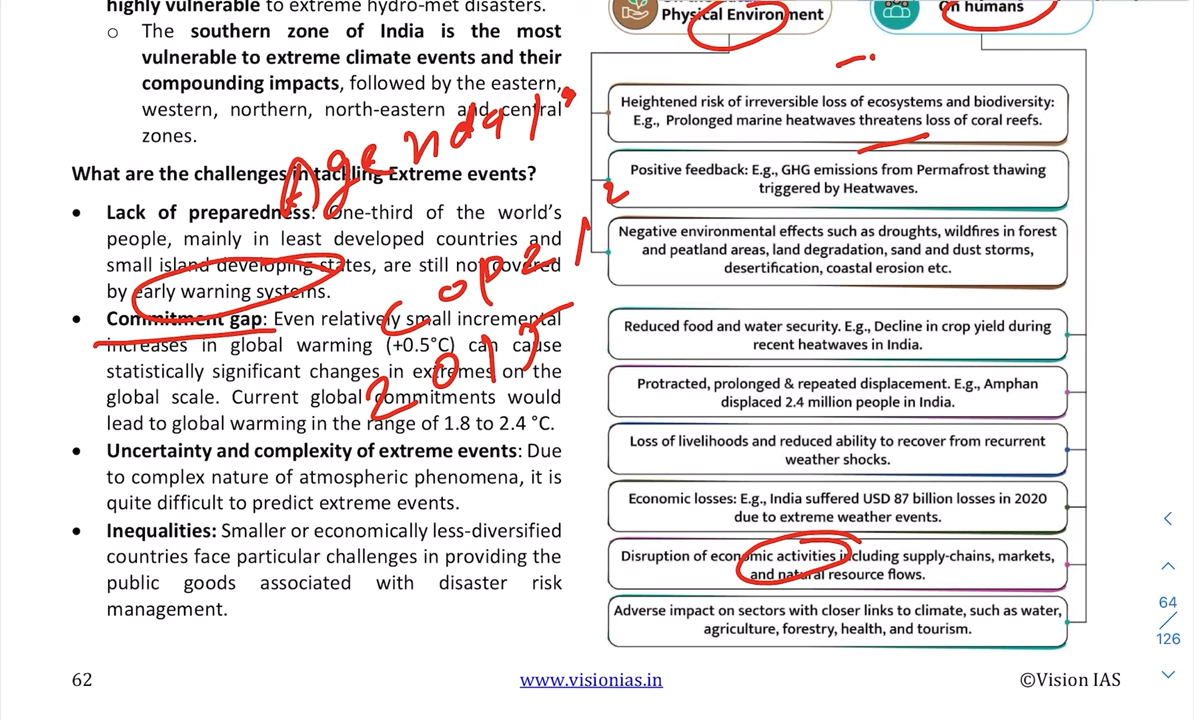 highly vulnerable to extreme hydro-met disasters.
o The southern zone of India is the most
vulnerable to extreme climate events and their
compounding impacts, followed by the eastern,
western, northern, north-eastern and central
zones.
What are the challenges in tackling Extreme events?
• Lack of preparedness: One-third of the world's
people, mainly in least developed countries and
small island developing states, are still not covered
by early warning systems.
• Commitment gap: Even relatively small incremental
increases in global warming (+0.5°C) can cause
statistically significant changes in extremes on the
global scale. Current global commitments would
lead to global warming in the range of 1.8 to 2.4 °C.
• Uncertainty and complexity of extreme events: Due
to complex nature of atmospheric phenomena, it is
quite difficult to predict extreme events.
• Inequalities: Smaller or economically less-diversified
countries face particular challenges in providing the
public goods associated with disaster risk
management.
Agenda 1
2
Cop 21
2015
Physical Environment
On humans
Heightened risk of irreversible loss of ecosystems and biodiversity:
E.g., Prolonged marine heatwaves threatens loss of coral reefs.
Positive feedback: E.g., GHG emissions from Permafrost thawing
triggered by Heatwaves.
Negative environmental effects such as droughts, wildfires in forest
and peatland areas, land degradation, sand and dust storms,
desertification, coastal erosion etc.
Reduced food and water security. E.g., Decline in crop yield during
recent heatwaves in India.
Protracted, prolonged & repeated displacement. E.g., Amphan
displaced 2.4 million people in India.
Loss of livelihoods and reduced ability to recover from recurrent
weather shocks.
Economic losses: E.g., India suffered USD 87 billion losses in 2020
due to extreme weather events.
Disruption of economic activities including supply-chains, markets,
and natural resource flows.
Adverse impact on sectors with closer links to climate, such as water,
agriculture, forestry, health, and tourism.
64
126
62
www.visionias.in
©Vision IAS